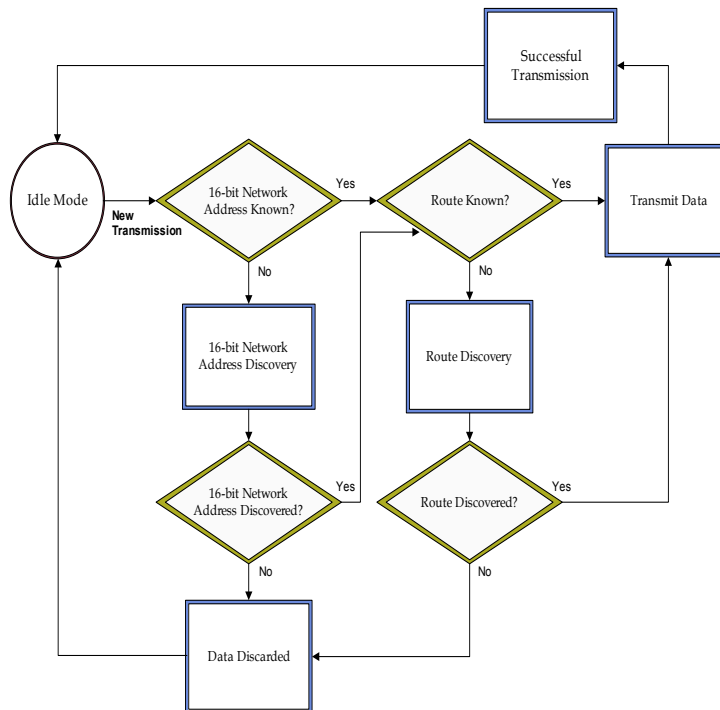 Successful
Transmission
Idle Mode
New
Transmission
16-bit Network
Address Known?
Yes
Route Known?
Yes
Transmit Data
No
No
16-bit Network
Address Discovery
Route Discovery
16-bit Network
Address Discovered?
Yes
Route Discovered?
Yes
No
No
Data Discarded